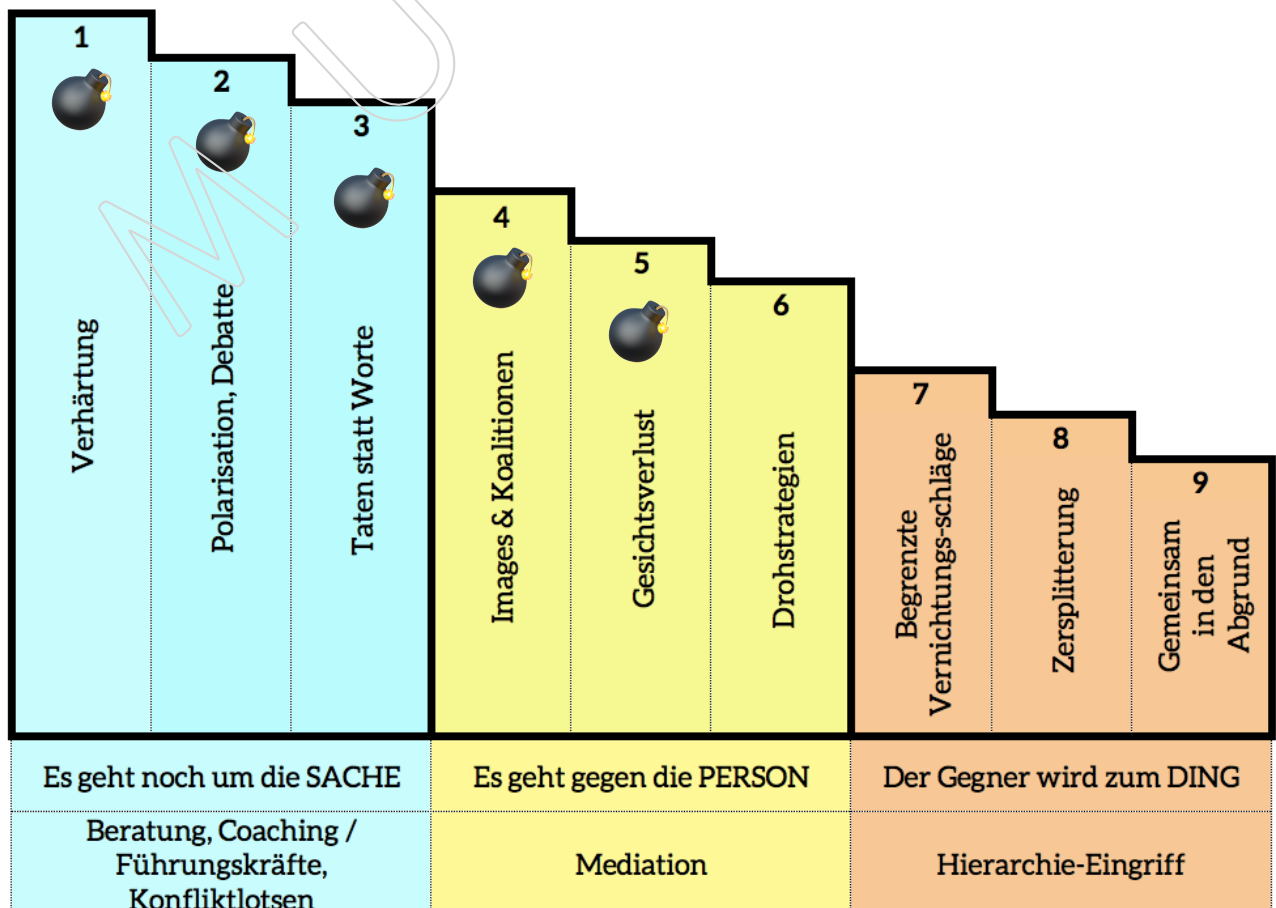 1
Verhärtung
2
Polarisation, Debatte
3
Taten statt Worte
4
Images & Koalitionen
5
Gesichtsverlust
6
Drohstrategien
7
Begrenzte
Vernichtungs-schläge
8
Zersplitterung
9
Gemeinsam
in den
Abgrund
Es geht noch um die SACHE
Es geht gegen die PERSON
Der Gegner wird zum DING
Beratung, Coaching /
Führungskräfte,
Konfliktlotsen
Mediation
Hierarchie-Eingriff
M U